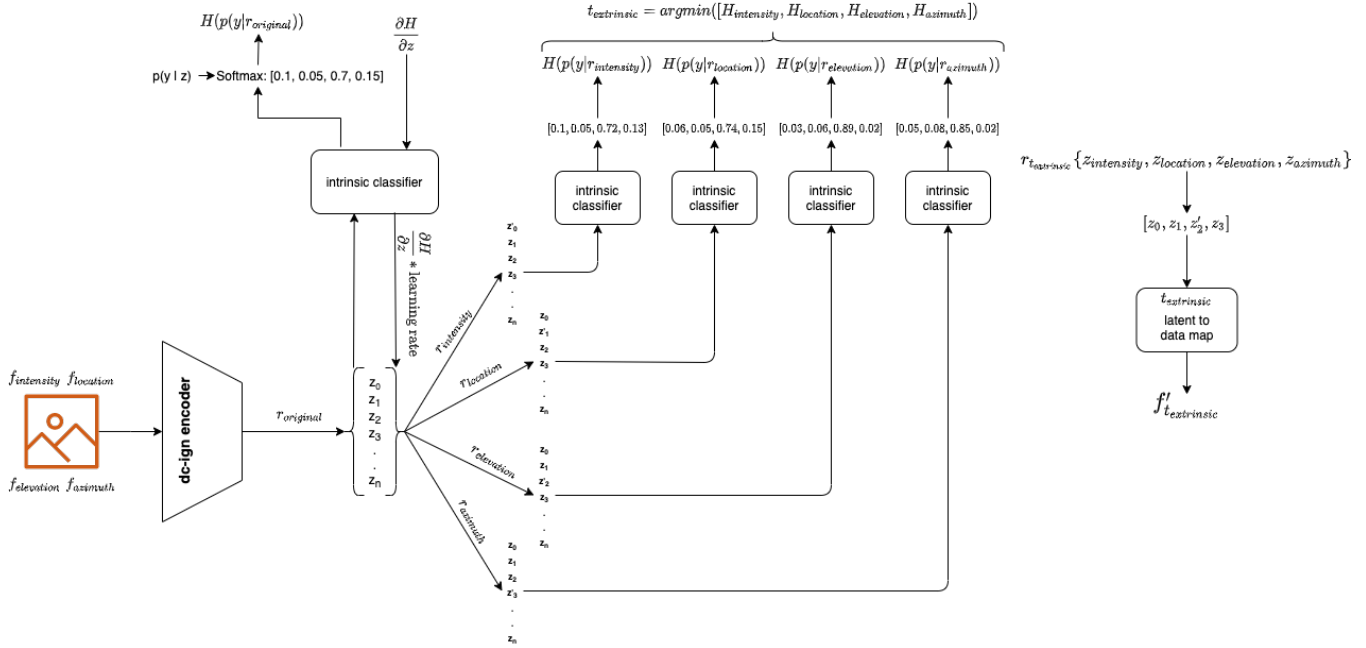 H(p(y|r_original))
∂H/∂z
p(y | z) → Softmax: [0.1, 0.05, 0.7, 0.15]
intrinsic classifier
∂H/∂z * learning rate
f_intensity f_location
f_elevation f_azimuth
dc-ign encoder
r_original
z_0
z_1
z_2
z_3
.
.
z_n
r_intensity
r_location
r_elevation
r_azimuth
z'_0
z_1
z_2
z_3
.
.
z_n
z_0
z'_1
z_2
z_3
.
.
z_n
z_0
z_1
z'_2
z_3
.
.
z_n
z_0
z_1
z_2
z'_3
.
.
z_n
t_extrinsic = argmin([H_intensity, H_location, H_elevation, H_azimuth])
H(p(y|r_intensity)) H(p(y|r_location)) H(p(y|r_elevation)) H(p(y|r_azimuth))
[0.1, 0.05, 0.72, 0.13] [0.06, 0.05, 0.74, 0.15] [0.03, 0.06, 0.89, 0.02] [0.05, 0.08, 0.85, 0.02]
intrinsic
classifier
intrinsic
classifier
intrinsic
classifier
intrinsic
classifier
r_t_extrinsic {z_intensity, z_location, z_elevation, z_azimuth}
[z_0, z_1, z'_2, z_3]
t_extrinsic
latent to
data map
f'_t_extrinsic